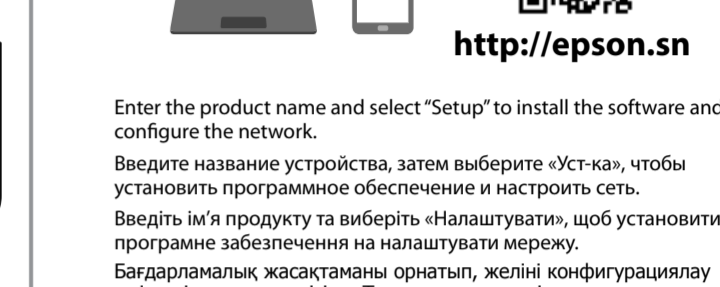 http://epson.sn
Enter the product name and select “Setup” to install the software and
configure the network.
Введите название устройства, затем выберите «Уст-ка», чтобы
установить программное обеспечение и настроить сеть.
Введіть ім’я продукту та виберіть «Налаштувати», щоб установити
програмне забезпечення на налаштувати мережу.
Бағдарламалық жасақтаманы орнатып, желіні конфигурациялау